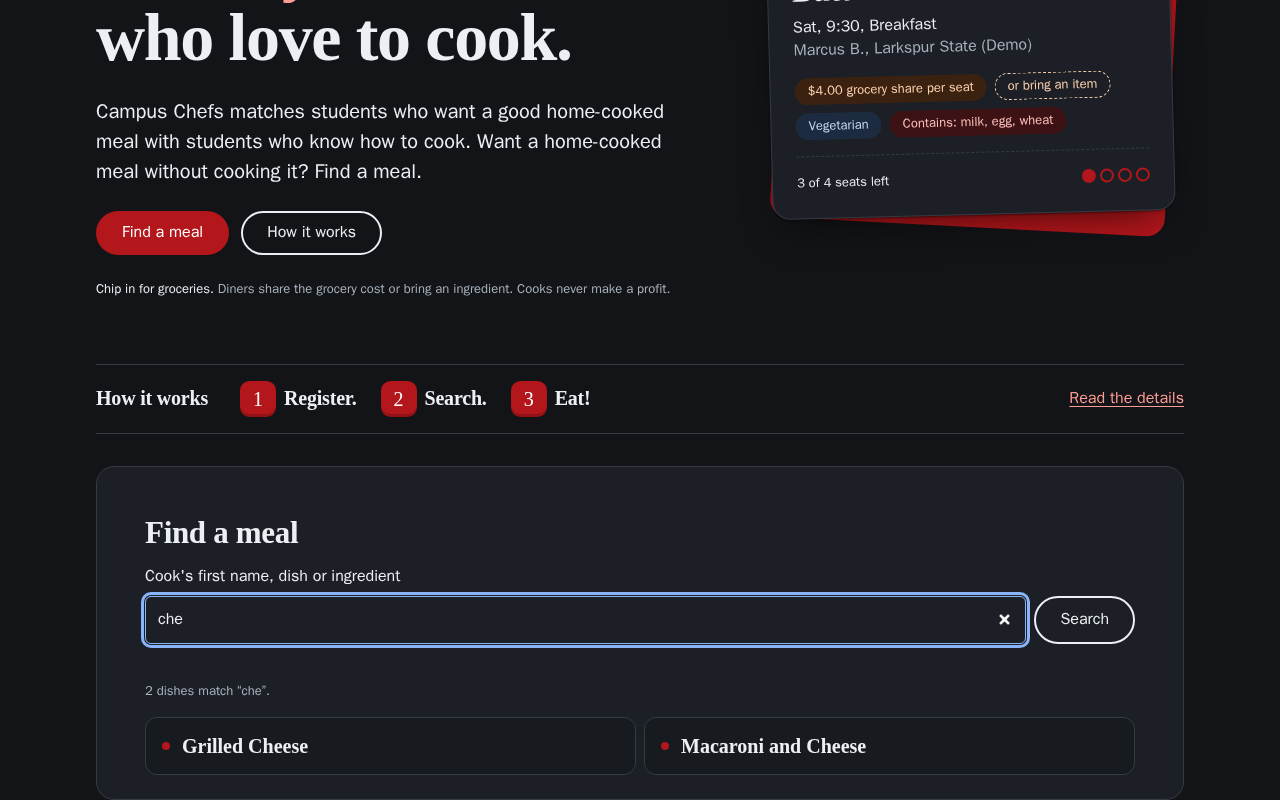 who love to cook.
Campus Chefs matches students who want a good home-cooked
meal with students who know how to cook. Want a home-cooked
meal without cooking it? Find a meal.
Find a meal
How it works
Chip in for groceries. Diners share the grocery cost or bring an ingredient. Cooks never make a profit.
Sat, 9:30, Breakfast
Marcus B., Larkspur State (Demo)
$4.00 grocery share per seat
or bring an item
Vegetarian
Contains: milk, egg, wheat
3 of 4 seats left
How it works
1 Register.
2 Search.
3 Eat!
Read the details
Find a meal
Cook's first name, dish or ingredient
che
Search
2 dishes match “che”.
Grilled Cheese
Macaroni and Cheese